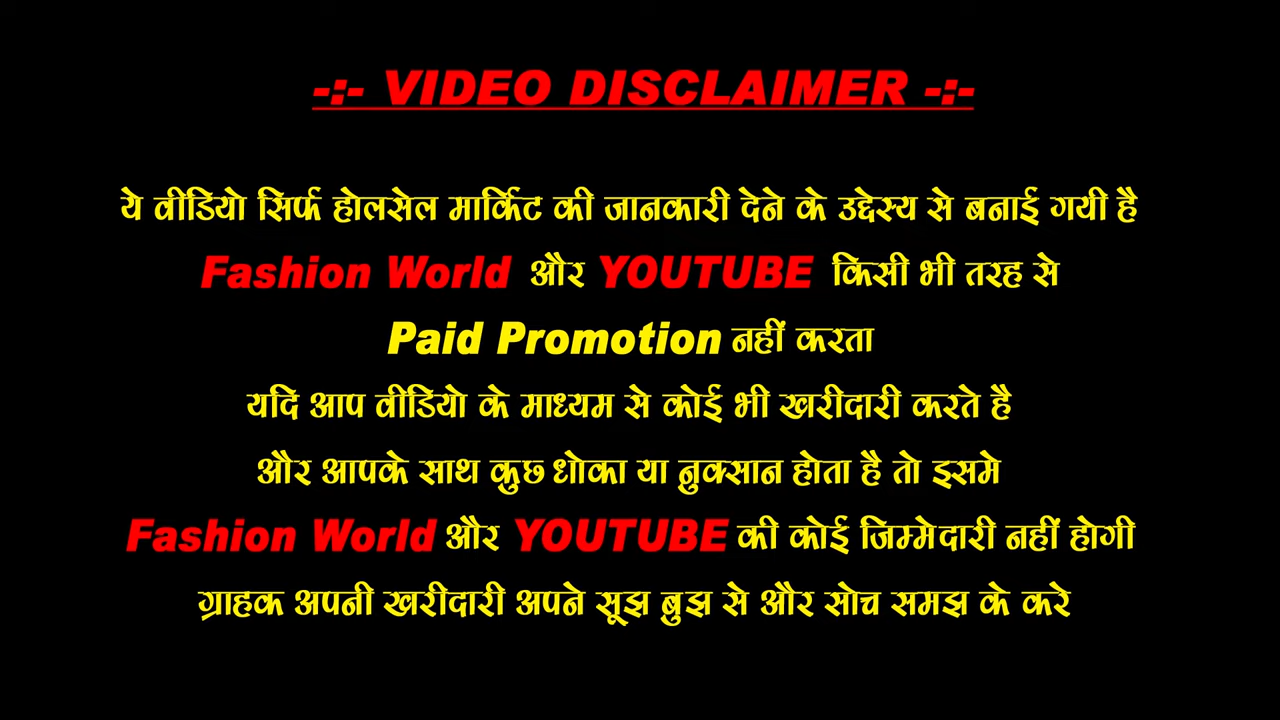 -:- VIDEO DISCLAIMER -:-
ये वीडियो सिर्फ होलसेल मार्किट की जानकारी देने के उद्देस्य से बनाई गयी है
Fashion World और YOUTUBE किसी भी तरह से
Paid Promotion नहीं करता
यदि आप वीडियो के माध्यम से कोई भी खरीदारी करते है
और आपके साथ कुछ धोका या नुक्सान होता है तो इसमे
Fashion World और YOUTUBE की कोई जिम्मेदारी नहीं होगी
ग्राहक अपनी खरीदारी अपने सूझ बुझ से और सोच समझ के करे